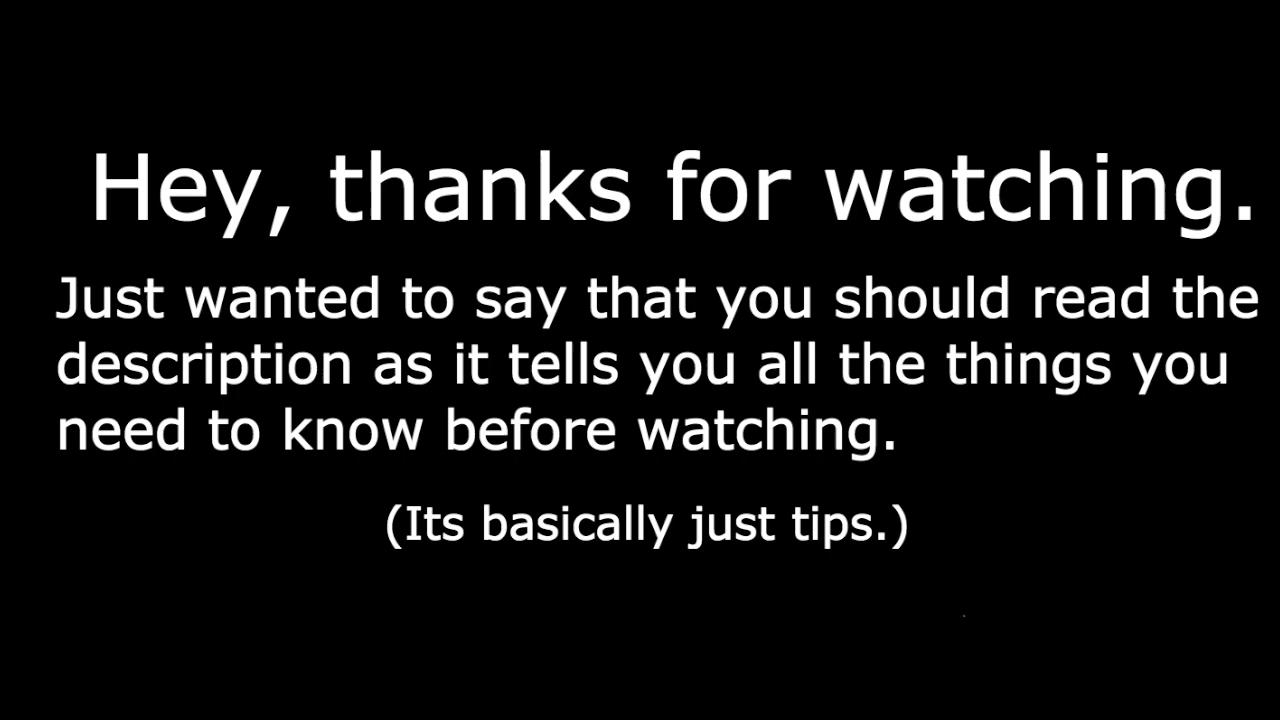 Hey, thanks for watching.
Just wanted to say that you should read the
description as it tells you all the things you
need to know before watching.
(Its basically just tips.)